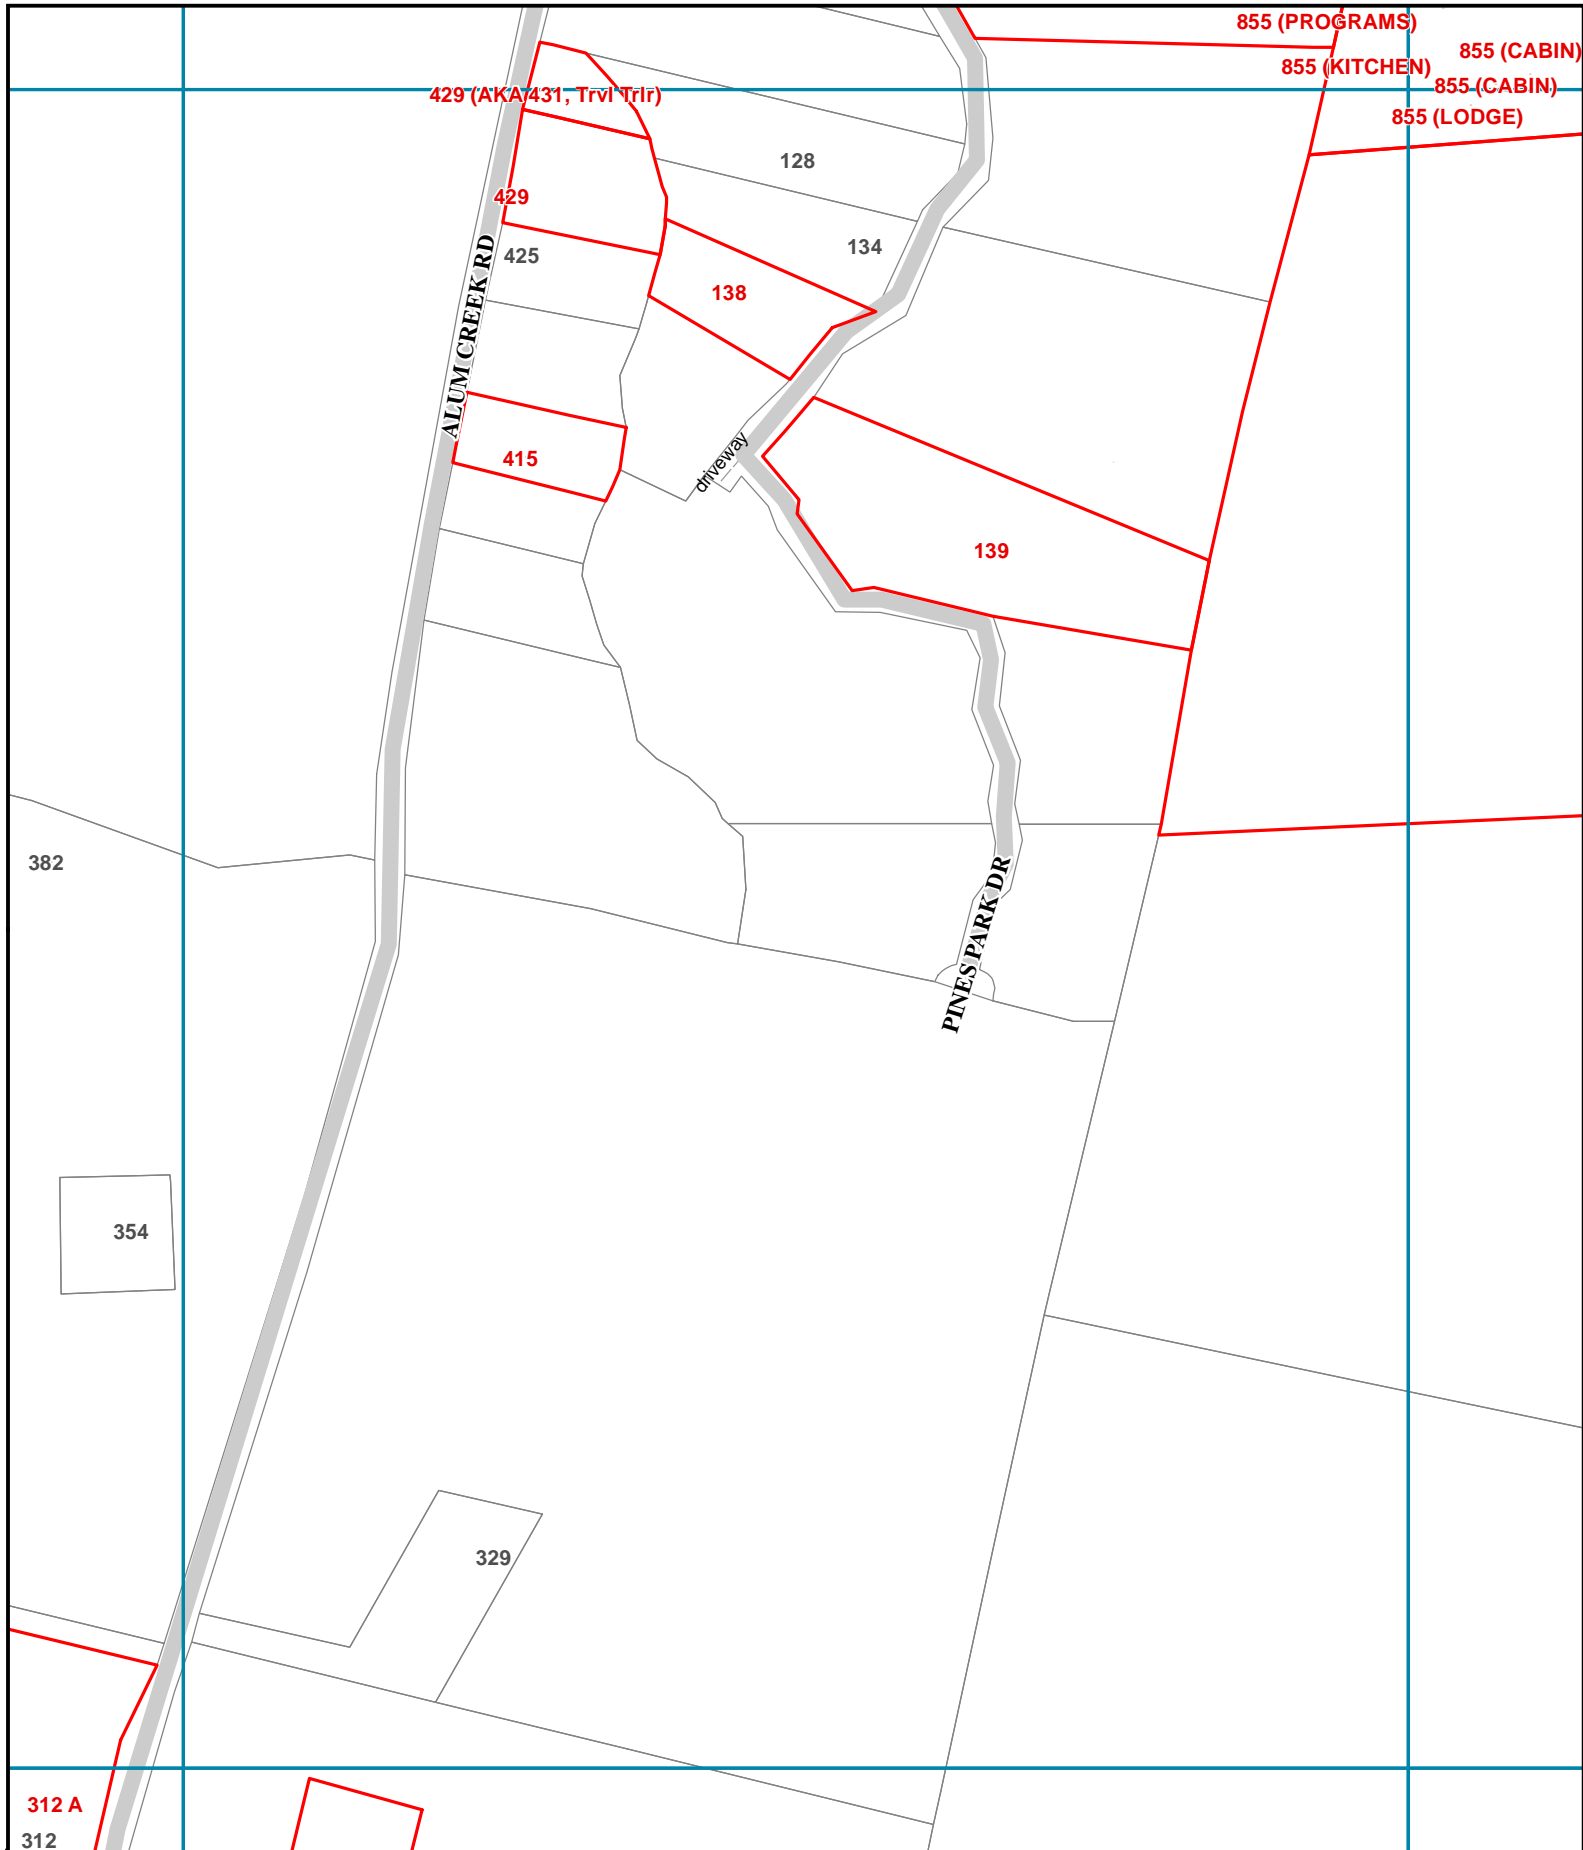 855 (PROGRAMS)
855 (CABIN)
855 (KITCHEN)
855 (CABIN)
429 (AKA 431, Trvl Trlr)
855 (LODGE)
128
429
134
425
138
ALUM CREEK RD
415
driveway
139
382
PINES PARK DR
354
329
312 A
312